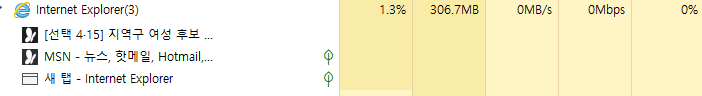 Internet Explorer(3) 1.3% 306.7MB 0MB/s 0Mbps 0%
[선택 4·15] 지역구 여성 후보 ...
MSN - 뉴스, 핫메일, Hotmail,...
새 탭 - Internet Explorer